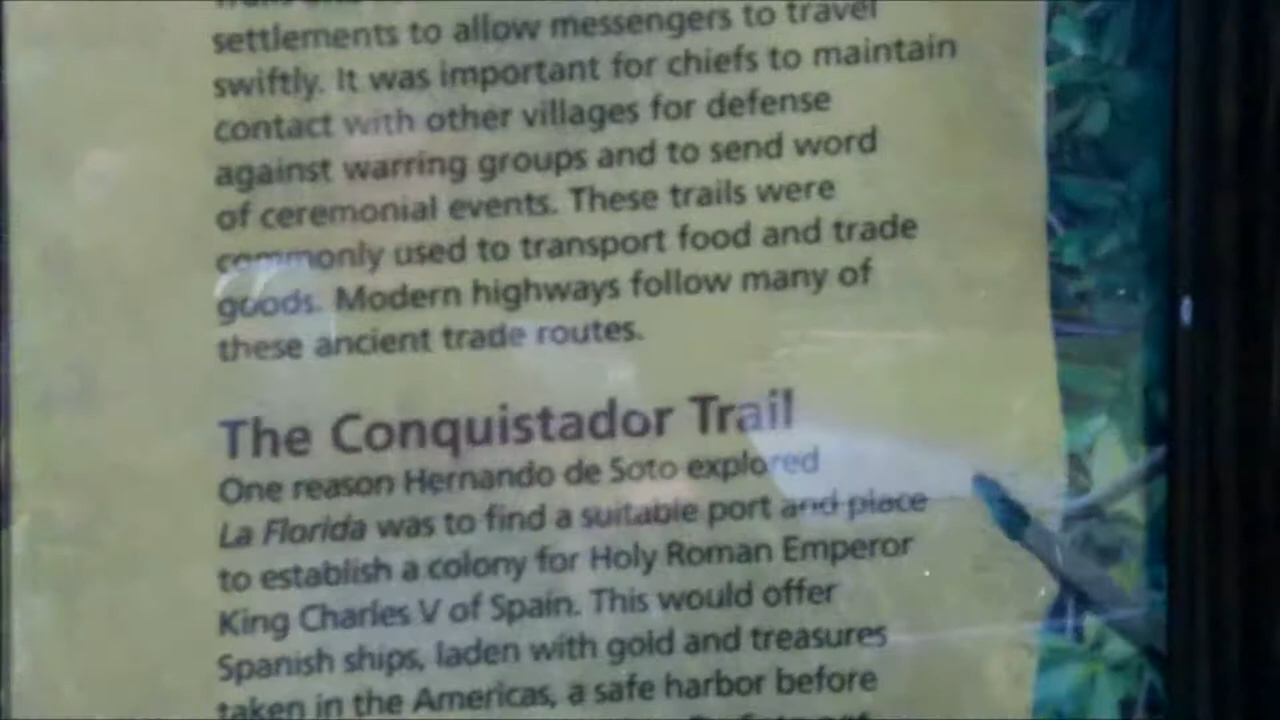 settlements to allow messengers to travel
swiftly. It was important for chiefs to maintain
contact with other villages for defense
against warring groups and to send word
of ceremonial events. These trails were
commonly used to transport food and trade
goods. Modern highways follow many of
these ancient trade routes.
The Conquistador Trail
One reason Hernando de Soto explored
La Florida was to find a suitable port and place
to establish a colony for Holy Roman Emperor
King Charles V of Spain. This would offer
Spanish ships, laden with gold and treasures
taken in the Americas, a safe harbor before